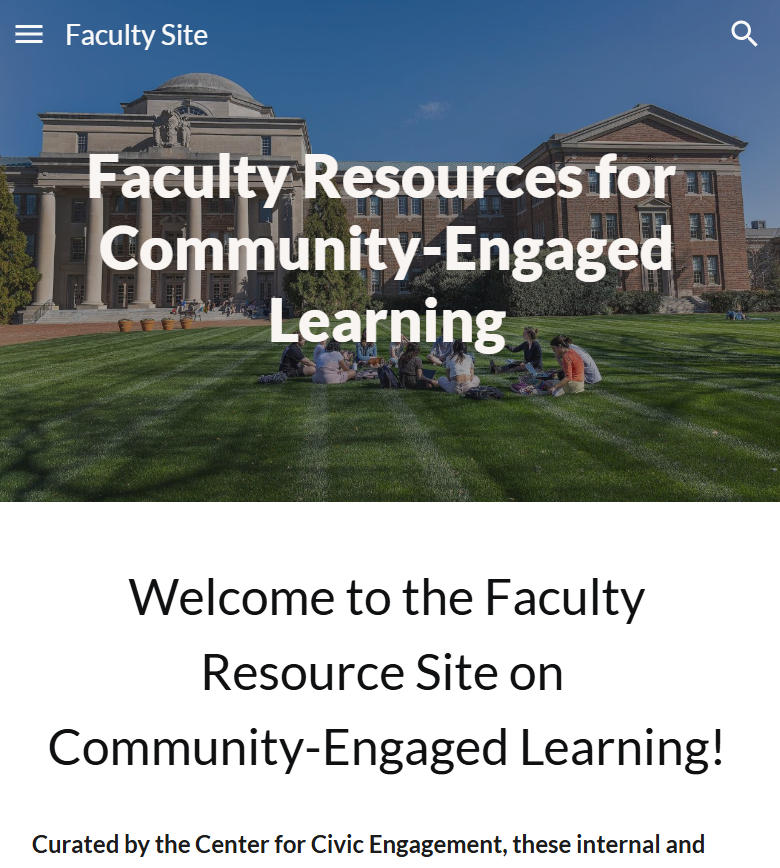 Faculty Site
Faculty Resources for
Community-Engaged
Learning
Welcome to the Faculty
Resource Site on
Community-Engaged Learning!
Curated by the Center for Civic Engagement, these internal and